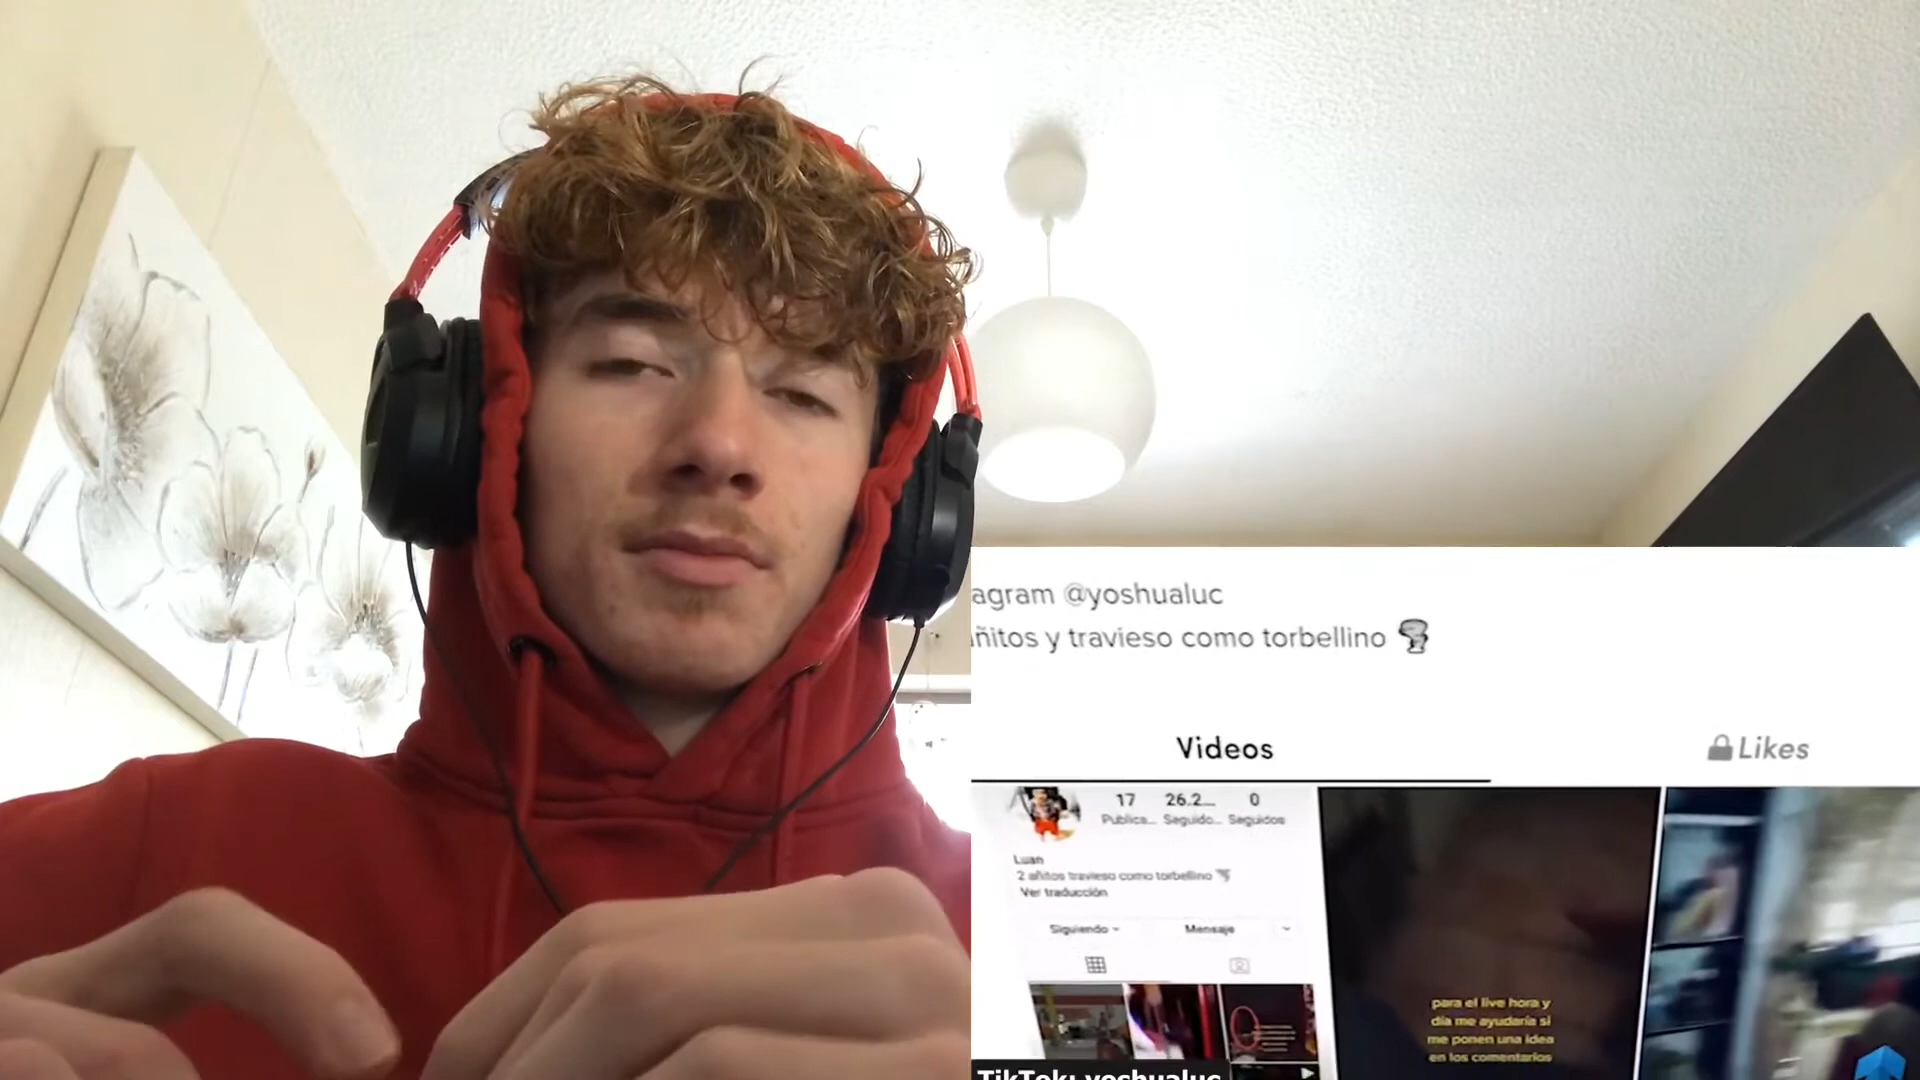 agram @yoshualuc
ñitos y travieso como torbellino
Videos
Likes
17 26.2... 0
Publica... Seguido... Seguidos
Luan
2 añitos travieso como torbellino
Ver traducción
Siguiendo
Mensaje
para el live hora y
día me ayudaría si
me ponen una idea
en los comentarios
TikTok: yoshualuc